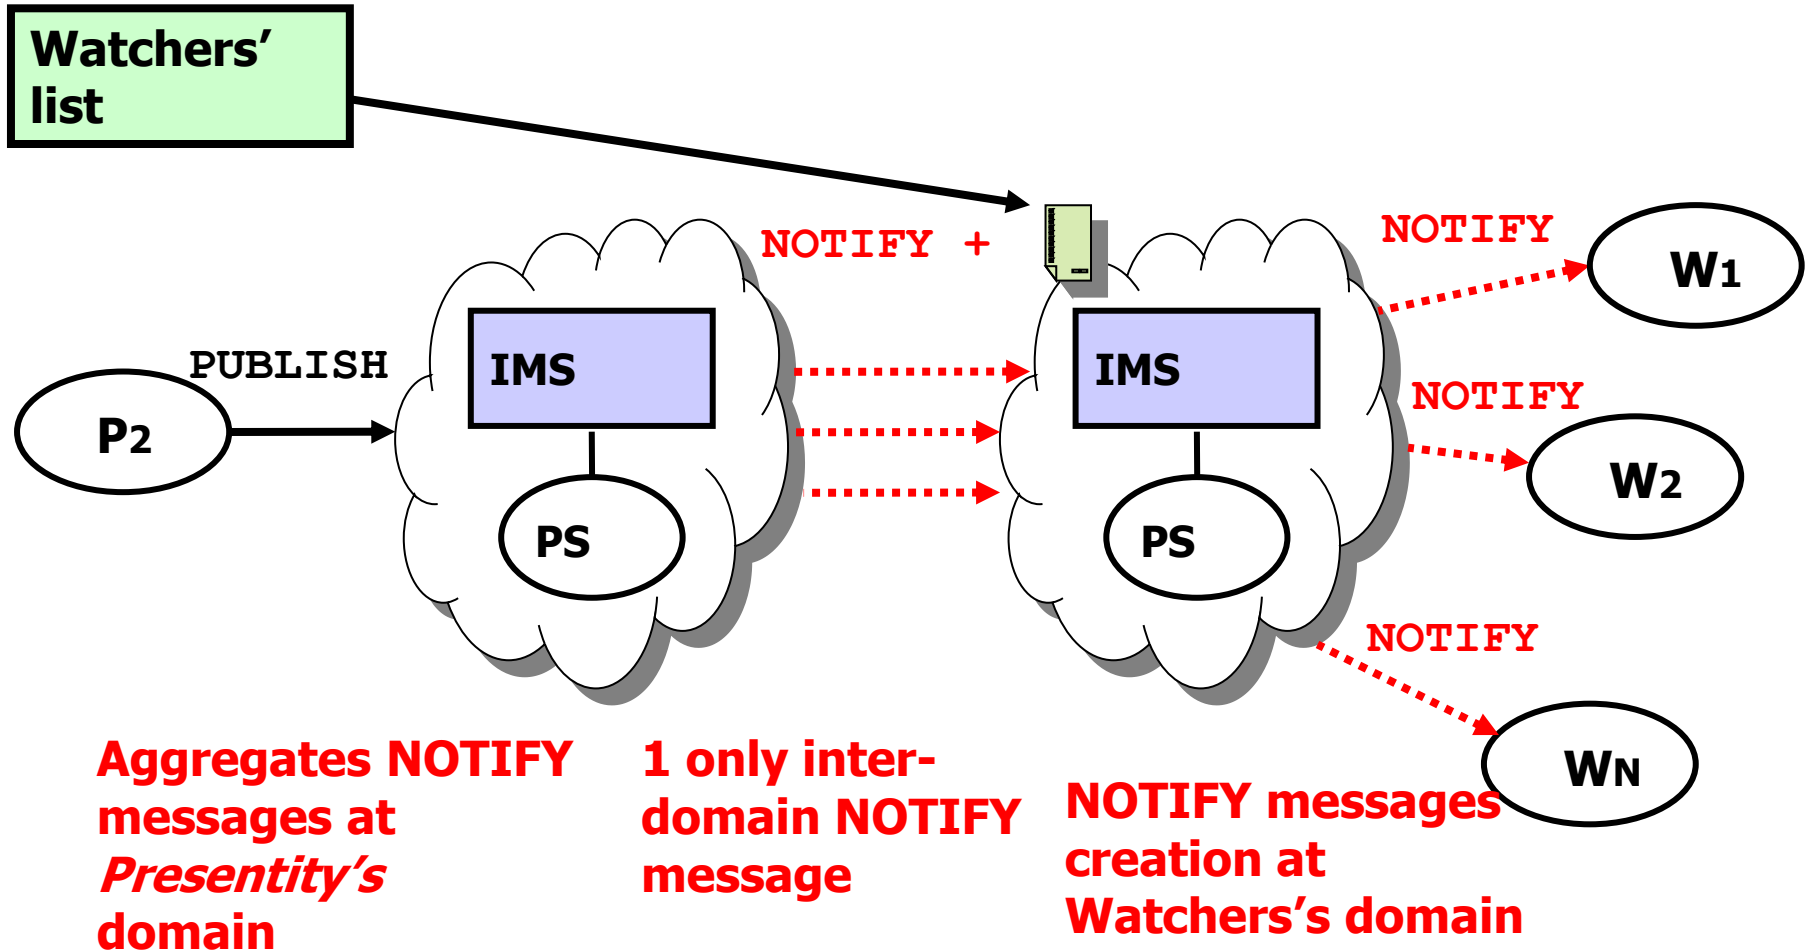 Watchers’
list
NOTIFY +
NOTIFY
W1
PUBLISH
IMS
IMS
NOTIFY
P2
W2
PS
PS
NOTIFY
WN
Aggregates NOTIFY
messages at
Presentity’s
domain
1 only inter-
domain NOTIFY
message
NOTIFY messages
creation at
Watchers’s domain